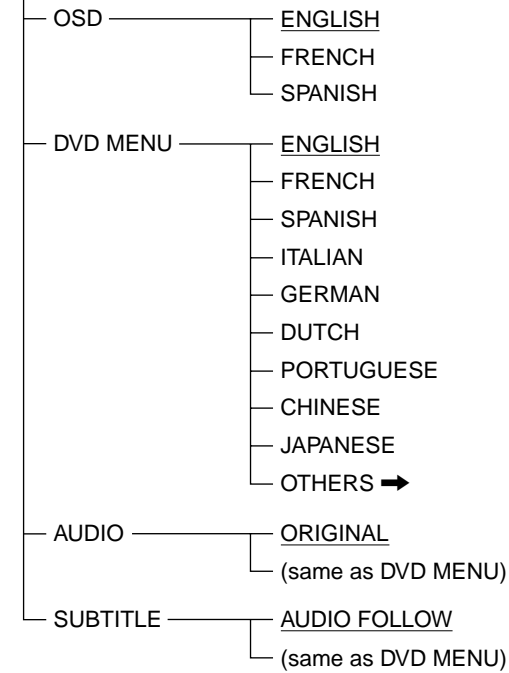 OSD ENGLISH
FRENCH
SPANISH
DVD MENU ENGLISH
FRENCH
SPANISH
ITALIAN
GERMAN
DUTCH
PORTUGUESE
CHINESE
JAPANESE
OTHERS ➡
AUDIO ORIGINAL
(same as DVD MENU)
SUBTITLE AUDIO FOLLOW
(same as DVD MENU)